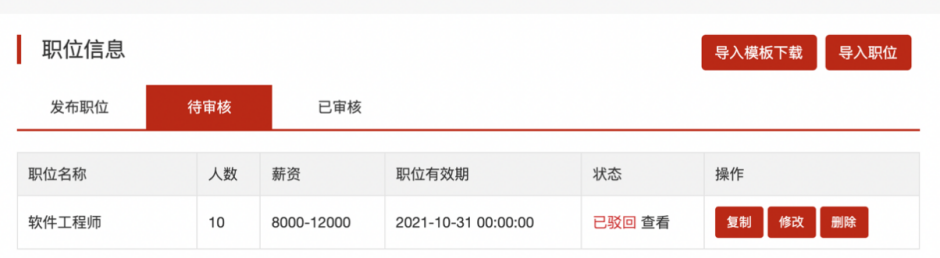 职位信息
导入模板下载 导入职位
发布职位 待审核 已审核
职位名称 人数 薪资 职位有效期 状态 操作
软件工程师 10 8000-12000 2021-10-31 00:00:00 已驳回 查看 复制 修改 删除